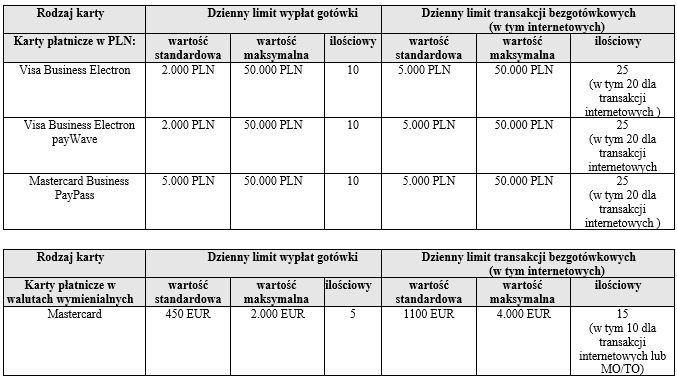 Rodzaj karty Dzienny limit wypłat gotówki Dzienny limit transakcji bezgotówkowych
(w tym internetowych)
Karty płatnicze w PLN: wartość standardowa wartość maksymalna ilościowy wartość standardowa wartość maksymalna ilościowy
Visa Business Electron 2.000 PLN 50.000 PLN 10 5.000 PLN 50.000 PLN 25
(w tym 20 dla
transakcji
internetowych )
Visa Business Electron payWave 2.000 PLN 50.000 PLN 10 5.000 PLN 50.000 PLN 25
(w tym 20 dla
transakcji
internetowych
Mastercard Business PayPass 5.000 PLN 50.000 PLN 10 5.000 PLN 50.000 PLN 25
(w tym 20 dla
transakcji
internetowych )
Rodzaj karty Dzienny limit wypłat gotówki Dzienny limit transakcji bezgotówkowych
(w tym internetowych)
Karty płatnicze w walutach wymienialnych wartość standardowa wartość maksymalna ilościowy wartość standardowa wartość maksymalna ilościowy
Mastercard 450 EUR 2.000 EUR 5 1100 EUR 4.000 EUR 15
(w tym 10 dla
transakcji
internetowych lub
MO/TO)